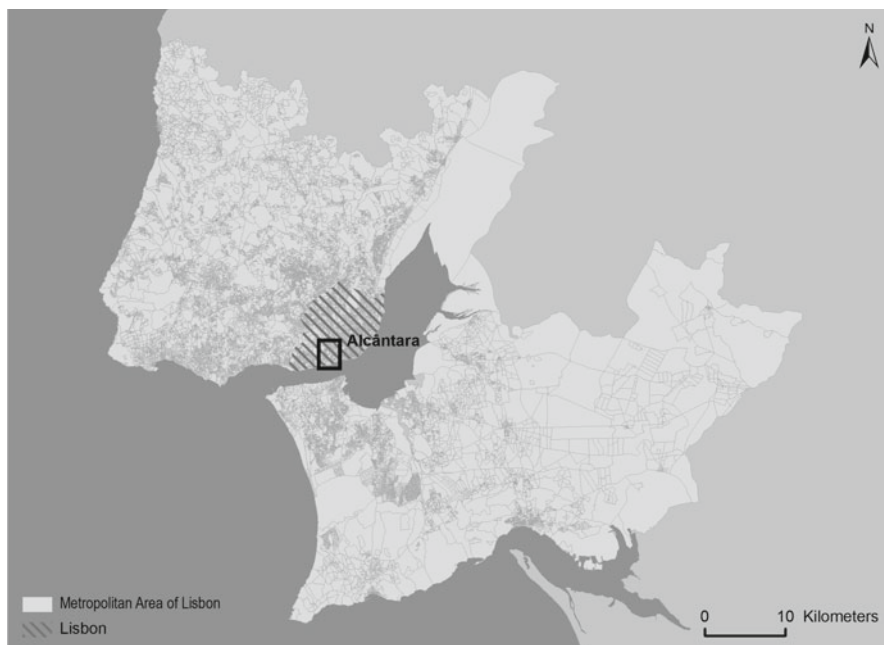 N
Alcântara
Metropolitan Area of Lisbon
Lisbon
0 10 Kilometers